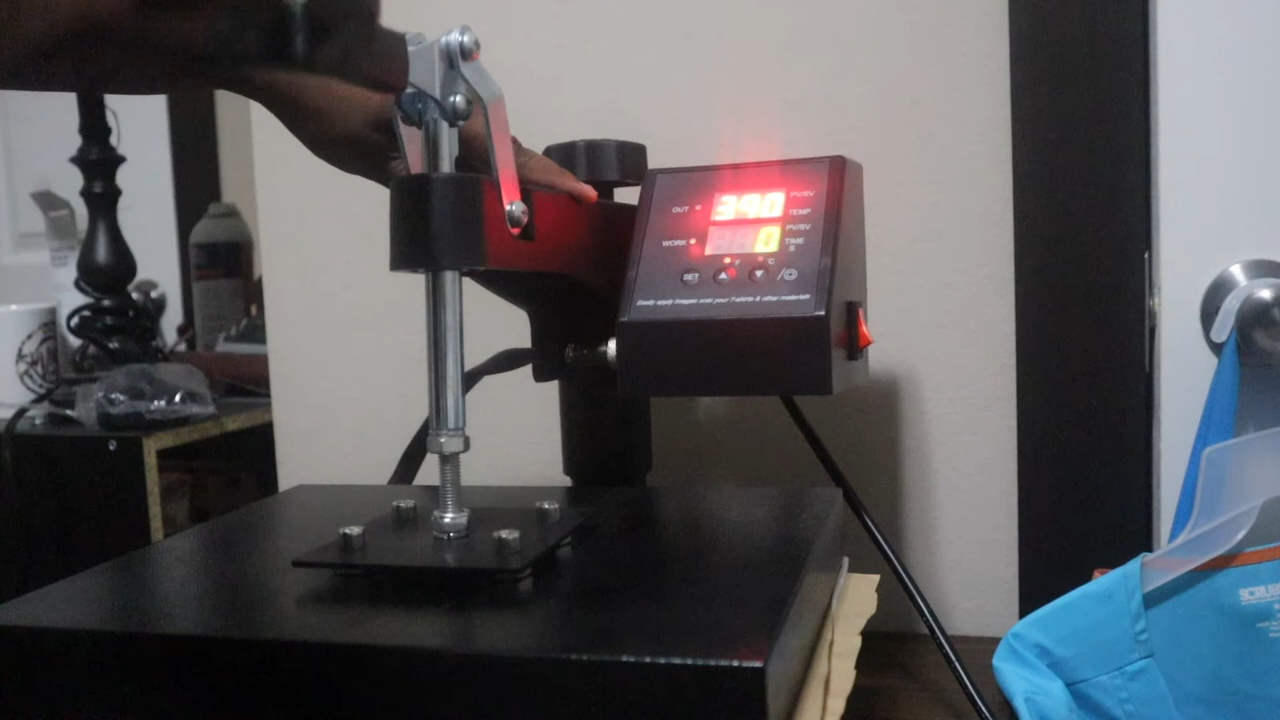 PV/SV
OUT 390 TEMP
PV/SV
WORK 0 TIME
S
°F °C
SET
Easily apply images onto your T-shirts & other materials
SCRUB